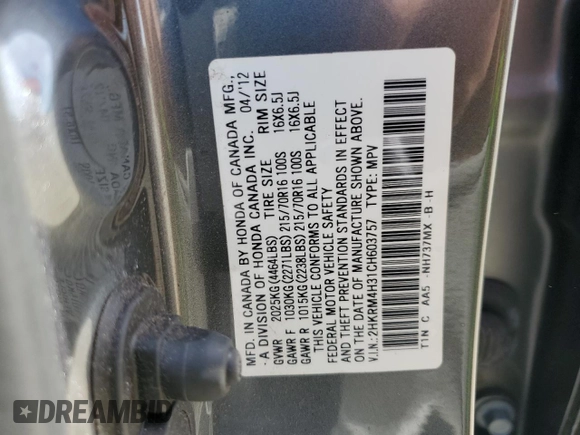 MFD. IN CANADA BY HONDA OF CANADA MFG.,
- A DIVISION OF HONDA CANADA INC. 04/'12
TIRE SIZE RIM SIZE
GVWR 2025KG(4464LBS)
GAWR F 1030KG(2271LBS) 215/70R16 100S 16X6.5J
GAWR R 1015KG(2238LBS) 215/70R16 100S 16X6.5J
THIS VEHICLE CONFORMS TO ALL APPLICABLE
FEDERAL MOTOR VEHICLE SAFETY
AND THEFT PREVENTION STANDARDS IN EFFECT
ON THE DATE OF MANUFACTURE SHOWN ABOVE.
V.I.N.:2HKRM4H31CH603757 TYPE: MPV
T1N C AA5 -NH737MX -B -H
DREAMBID